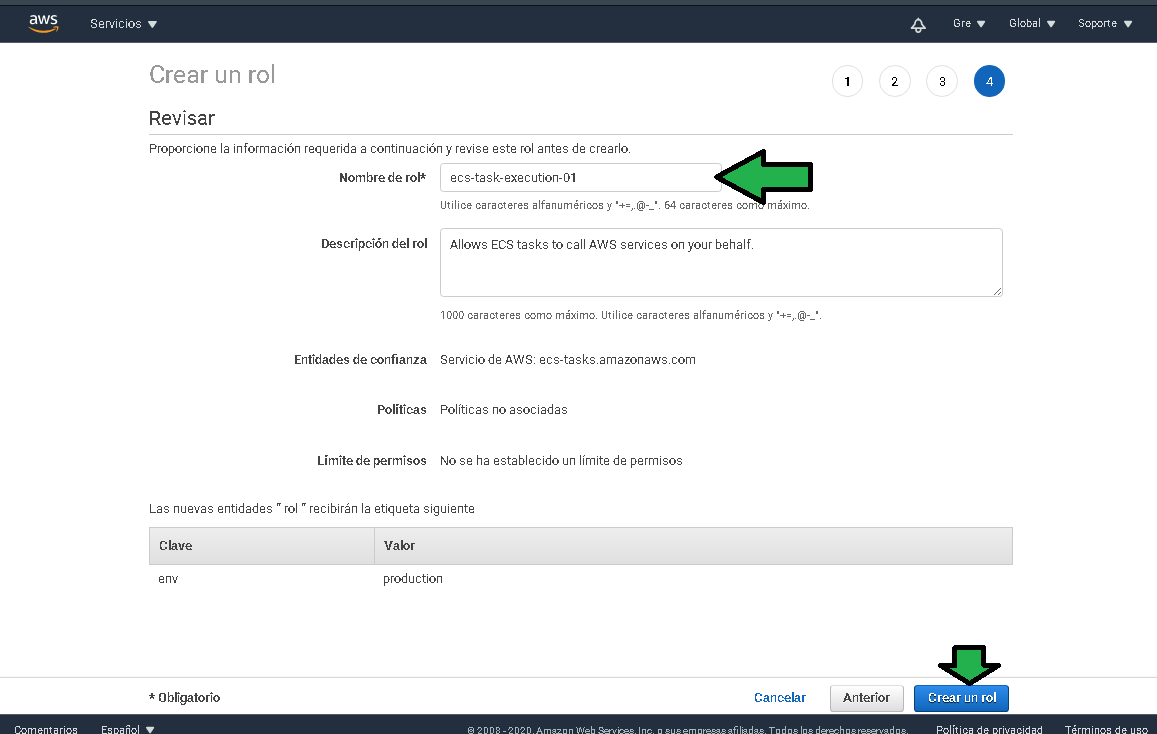 aws Servicios Gre Global Soporte
Crear un rol 1 2 3 4
Revisar
Proporcione la información requerida a continuación y revise este rol antes de crearlo.
Nombre de rol* ecs-task-execution-01
Utilice caracteres alfanuméricos y "+=,.@-_". 64 caracteres como máximo.
Descripción del rol Allows ECS tasks to call AWS services on your behalf.
1000 caracteres como máximo. Utilice caracteres alfanuméricos y "+=,.@-_".
Entidades de confianza Servicio de AWS: ecs-tasks.amazonaws.com
Políticas Políticas no asociadas
Límite de permisos No se ha establecido un límite de permisos
Las nuevas entidades " rol " recibirán la etiqueta siguiente
Clave Valor
env production
* Obligatorio Cancelar Anterior Crear un rol
Comentarios Español © 2008 - 2020, Amazon Web Services, Inc. o sus empresas afiliadas. Todos los derechos reservados. Política de privacidad Términos de uso